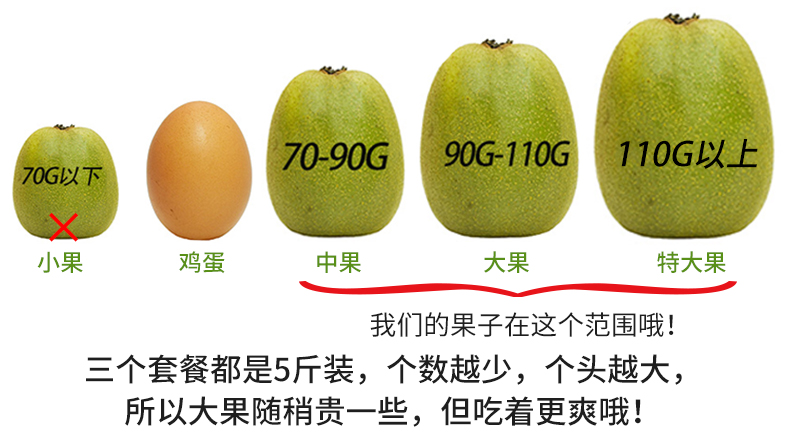 70G以下
70-90G
90G-110G
110G以上
小果
鸡蛋
中果
大果
特大果
我们的果子在这个范围哦！
三个套餐都是5斤装，个数越少，个头越大，
所以大果随稍贵一些，但吃着更爽哦！